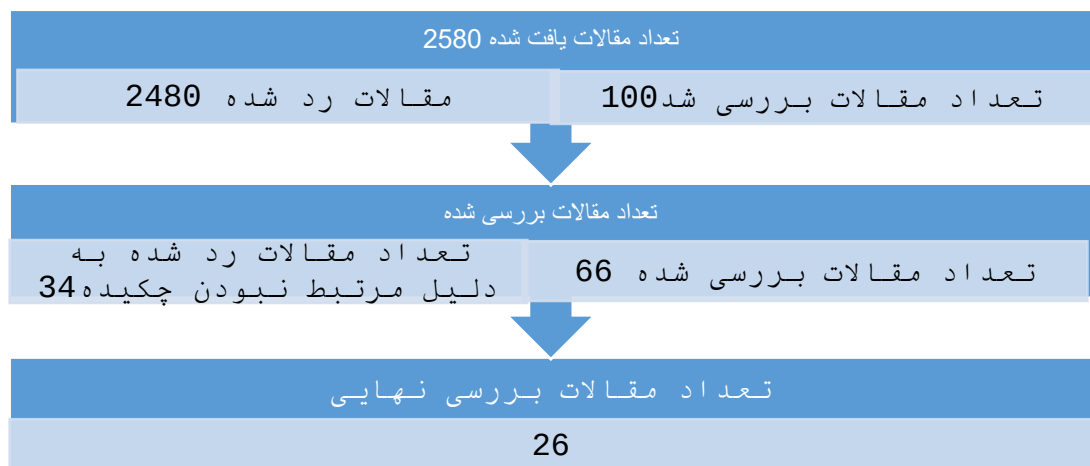 تعداد مقالات یافت شده 2580
تعداد مقالات بررسی شد100
مقالات رد شده 2480
تعداد مقالات بررسی شده
تعداد مقالات بررسی شده 66
تعداد مقالات رد شده به
دلیل مرتبط نبودن چکیده34
تعداد مقالات بررسی نهایی
26